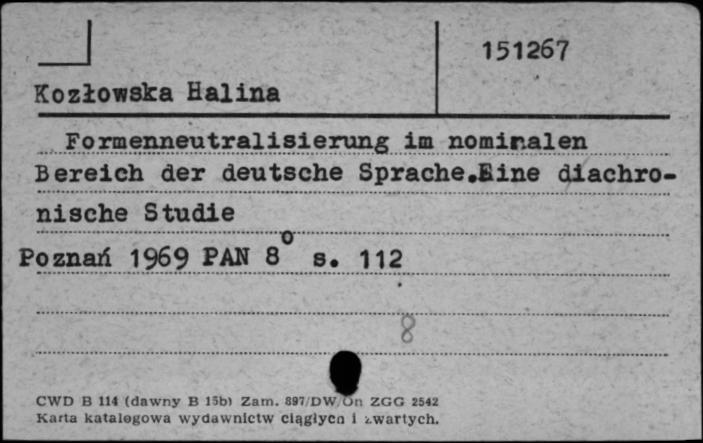 151267
Kozłowska Halina
Formenneutralisierung im nominalen
Bereich der deutsche Sprache.Eine diachro-
nische Studie
Poznań 1969 PAN 8° s. 112
8
CWD B 114 (dawny B 15b) Zam. 897/DW/On ZGG 2542
Karta katalogowa wydawnictw ciągłych i zwartych.